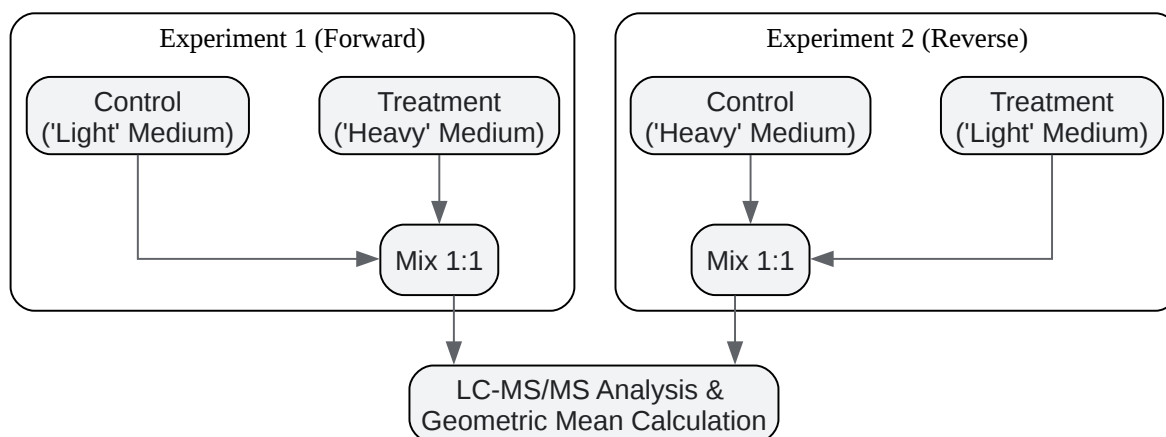 Experiment 1 (Forward)
Control
('Light' Medium)
Treatment
('Heavy' Medium)
Mix 1:1
Experiment 2 (Reverse)
Control
('Heavy' Medium)
Treatment
('Light' Medium)
Mix 1:1
LC-MS/MS Analysis &
Geometric Mean Calculation